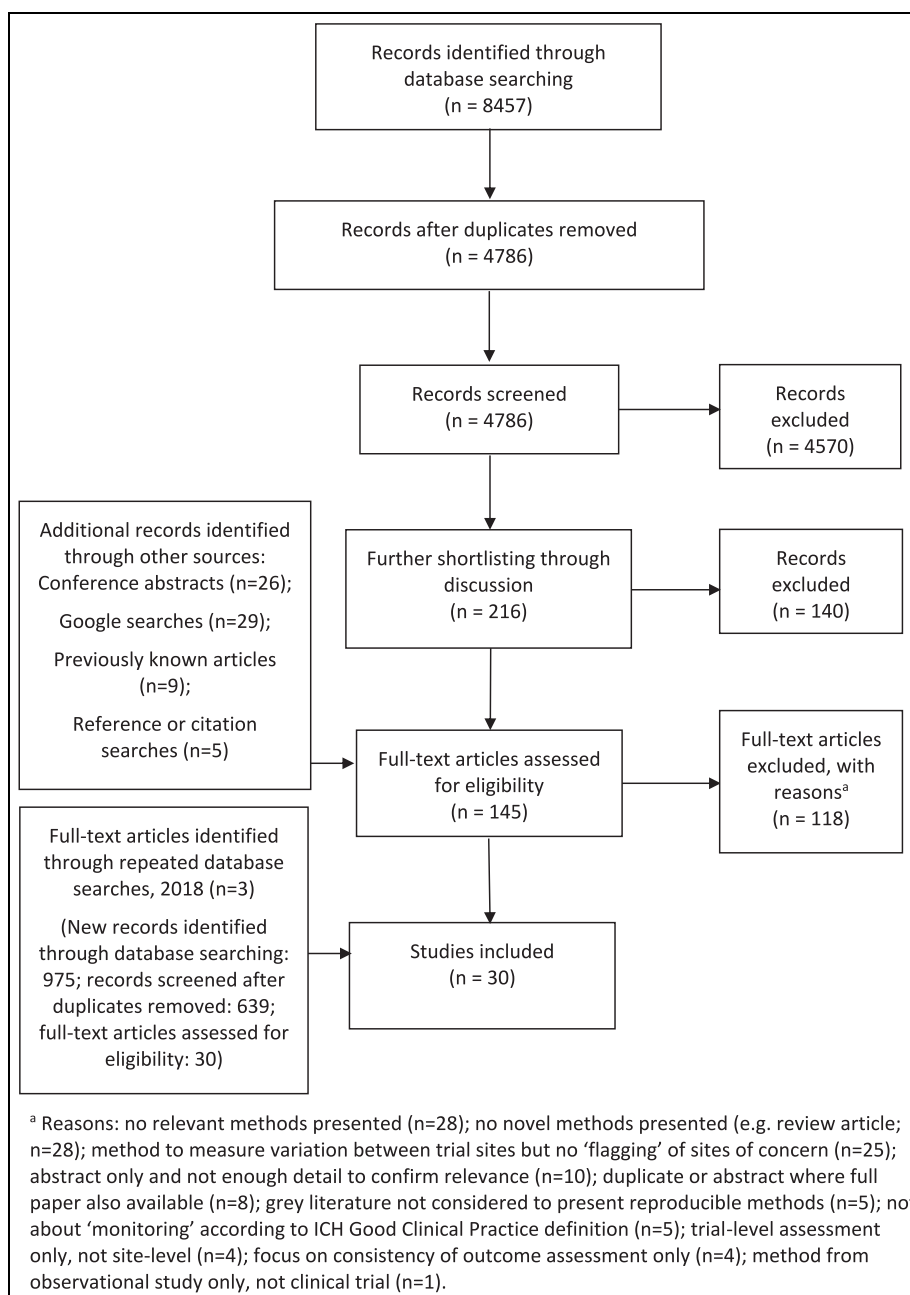 Records identified through
database searching
(n = 8457)
Records after duplicates removed
(n = 4786)
Records screened
(n = 4786)
Records
excluded
(n = 4570)
Further shortlisting through
discussion
(n = 216)
Records
excluded
(n = 140)
Additional records identified
through other sources:
Conference abstracts (n=26);
Google searches (n=29);
Previously known articles
(n=9);
Reference or citation
searches (n=5)
Full-text articles assessed
for eligibility
(n = 145)
Full-text articles
excluded, with
reasonsᵃ
(n = 118)
Full-text articles identified
through repeated database
searches, 2018 (n=3)
(New records identified
through database searching:
975; records screened after
duplicates removed: 639;
full-text articles assessed for
eligibility: 30)
Studies included
(n = 30)
ᵃ Reasons: no relevant methods presented (n=28); no novel methods presented (e.g. review article;
n=28); method to measure variation between trial sites but no ‘flagging’ of sites of concern (n=25);
abstract only and not enough detail to confirm relevance (n=10); duplicate or abstract where full
paper also available (n=8); grey literature not considered to present reproducible methods (n=5); no
about ‘monitoring’ according to ICH Good Clinical Practice definition (n=5); trial-level assessment
only, not site-level (n=4); focus on consistency of outcome assessment only (n=4); method from
observational study only, not clinical trial (n=1).